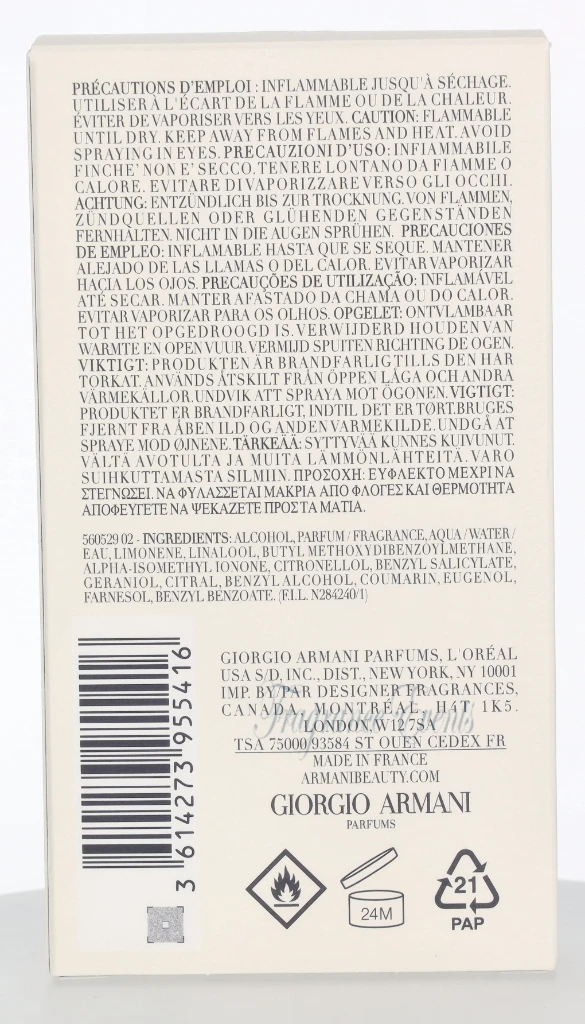 PRÉCAUTIONS D'EMPLOI : INFLAMMABLE JUSQU'À SÉCHAGE.
UTILISER À L'ÉCART DE LA FLAMME OU DE LA CHALEUR.
ÉVITER DE VAPORISER VERS LES YEUX. CAUTION: FLAMMABLE
UNTIL DRY. KEEP AWAY FROM FLAMES AND HEAT. AVOID
SPRAYING IN EYES. PRECAUZIONI D'USO: INFIAMMABILE
FINCHE' NON E' SECCO. TENERE LONTANO DA FIAMME O
CALORE. EVITARE DI VAPORIZZARE VERSO GLI OCCHI.
ACHTUNG: ENTZÜNDLICH BIS ZUR TROCKNUNG. VON FLAMMEN,
ZÜNDQUELLEN ODER GLÜHENDEN GEGENSTÄNDEN
FERNHALTEN. NICHT IN DIE AUGEN SPRÜHEN. PRECAUCIONES
DE EMPLEO: INFLAMABLE HASTA QUE SE SEQUE. MANTENER
ALEJADO DE LAS LLAMAS O DEL CALOR. EVITAR VAPORIZAR
HACIA LOS OJOS. PRECAUÇÕES DE UTILIZAÇÃO: INFLAMÁVEL
ATÉ SECAR. MANTER AFASTADO DA CHAMA OU DO CALOR.
EVITAR VAPORIZAR PARA OS OLHOS. OPGELET: ONTVLAMBAAR
TOT HET OPGEDROOGD IS. VERWIJDERD HOUDEN VAN
WARMTE EN OPEN VUUR. VERMIJD SPUITEN RICHTING DE OGEN.
VIKTIGT: PRODUKTEN ÄR BRANDFARLIG TILLS DEN HAR
TORKAT. ANVÄNDS ÅTSKILT FRÅN ÖPPEN LÅGA OCH ANDRA
VÄRMEKÄLLOR. UNDVIK ATT SPRAYA MOT ÖGONEN. VIGTIGT:
PRODUKTET ER BRANDFARLIGT, INDTIL DET ER TØRT. BRUGES
FJERNT FRA ÅBEN ILD OG ANDEN VARMEKILDE. UNDGÅ AT
SPRAYE MOD ØJNENE. TÄRKEÄÄ: SYTTYVÄÄ KUNNES KUIVUNUT.
VÄLTÄ AVOTULTA JA MUITA LÄMMÖNLÄHTEITÄ. VARO
SUIHKUTTAMASTA SILMIIN. ΠΡΟΣΟΧΗ: ΕΥΦΛΕΚΤΟ ΜΕΧΡΙ ΝΑ
ΣΤΕΓΝΩΣΕΙ. ΝΑ ΦΥΛΑΣΣΕΤΑΙ ΜΑΚΡΙΑ ΑΠΟ ΦΛΟΓΕΣ ΚΑΙ ΘΕΡΜΟΤΗΤΑ
ΑΠΟΦΕΥΓΕΤΕ ΝΑ ΨΕΚΑΖΕΤΕ ΠΡΟΣ ΤΑ ΜΑΤΙΑ.
560529 02 - INGREDIENTS: ALCOHOL, PARFUM / FRAGRANCE, AQUA / WATER /
EAU, LIMONENE, LINALOOL, BUTYL METHOXYDIBENZOYLMETHANE,
ALPHA-ISOMETHYL IONONE, CITRONELLOL, BENZYL SALICYLATE,
GERANIOL, CITRAL, BENZYL ALCOHOL, COUMARIN, EUGENOL,
FARNESOL, BENZYL BENZOATE. (F.I.L. N284240/1)
GIORGIO ARMANI PARFUMS, L'ORÉAL
USA S/D, INC., DIST., NEW YORK, NY 10001
IMP. BY PAR DESIGNER FRAGRANCES,
CANADA, MONTRÉAL, H4T 1K5.
LONDON W12 7SA
TSA 75000 93584 ST OUEN CEDEX FR
MADE IN FRANCE
ARMANIBEAUTY.COM
GIORGIO ARMANI
PARFUMS
3 614273 955416
24M
21
PAP
Fragrance Events